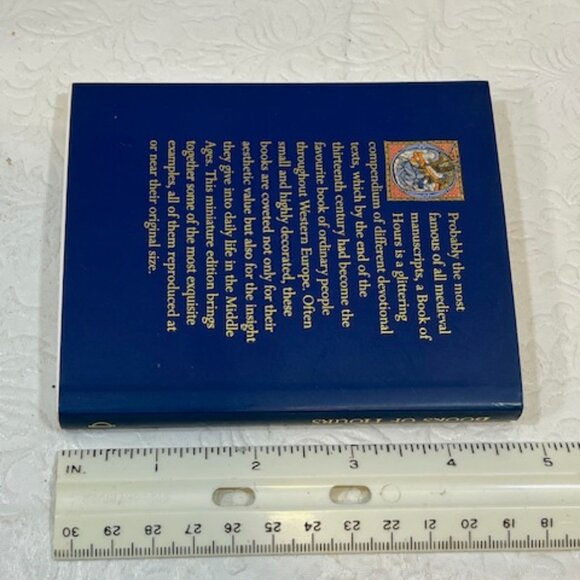 Probably the most
famous of all medieval
manuscripts, a Book of
Hours is a glittering
compendium of different devotional
texts, which by the end of the
thirteenth century had become the
favourite book of ordinary people
throughout Western Europe. Often
small and highly decorated, these
books are coveted not only for their
aesthetic value but also for the insight
they give into daily life in the Middle
Ages. This miniature edition brings
together some of the most exquisite
examples, all of them reproduced at
or near their original size.
BOOKS OF HOURS
IN. 1 2 3 4 5
30 29 28 27 26 25 24 23 22 21 20 19 18